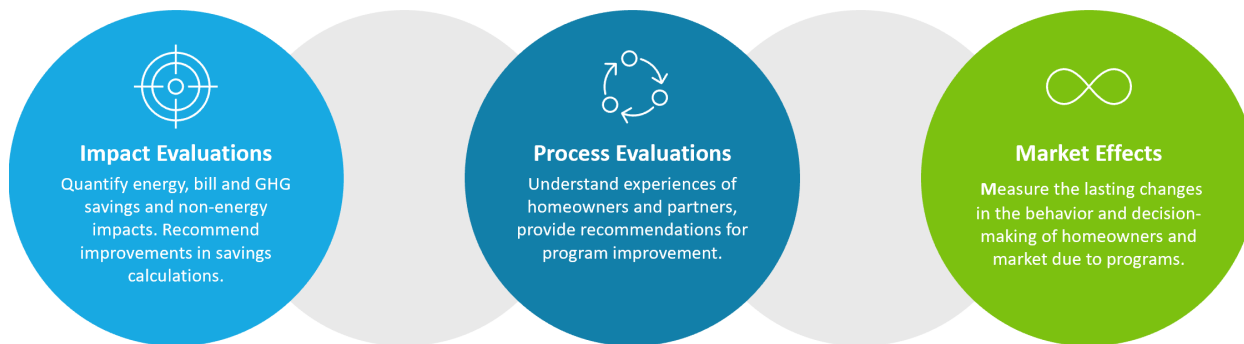 Impact Evaluations
Quantify energy, bill and GHG
savings and non-energy
impacts. Recommend
improvements in savings
calculations.
Process Evaluations
Understand experiences of
homeowners and partners,
provide recommendations for
program improvement.
Market Effects
Measure the lasting changes
in the behavior and decision-
making of homeowners and
market due to programs.